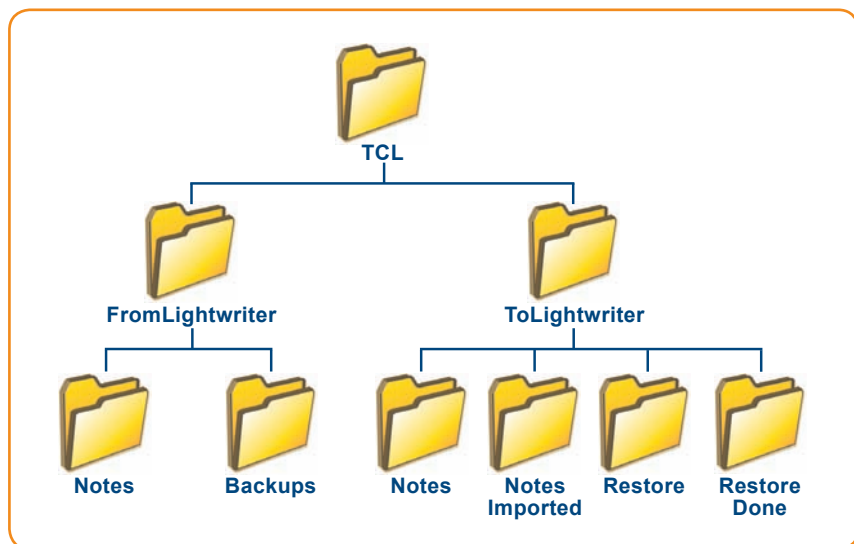 TCL
FromLightwriter
ToLightwriter
Notes
Backups
Notes
Notes
Imported
Restore
Restore
Done